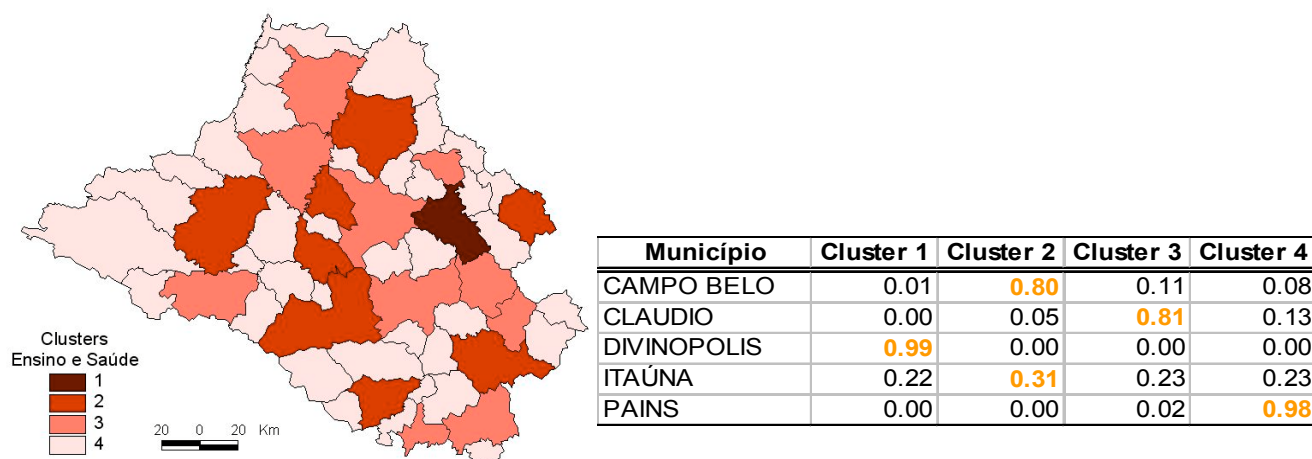 Clusters
Ensino e Saúde
1
2
3
4
20 0 20 Km
Município Cluster 1 Cluster 2 Cluster 3 Cluster 4
CAMPO BELO 0.01 0.80 0.11 0.08
CLAUDIO 0.00 0.05 0.81 0.13
DIVINOPOLIS 0.99 0.00 0.00 0.00
ITAÚNA 0.22 0.31 0.23 0.23
PAINS 0.00 0.00 0.02 0.98